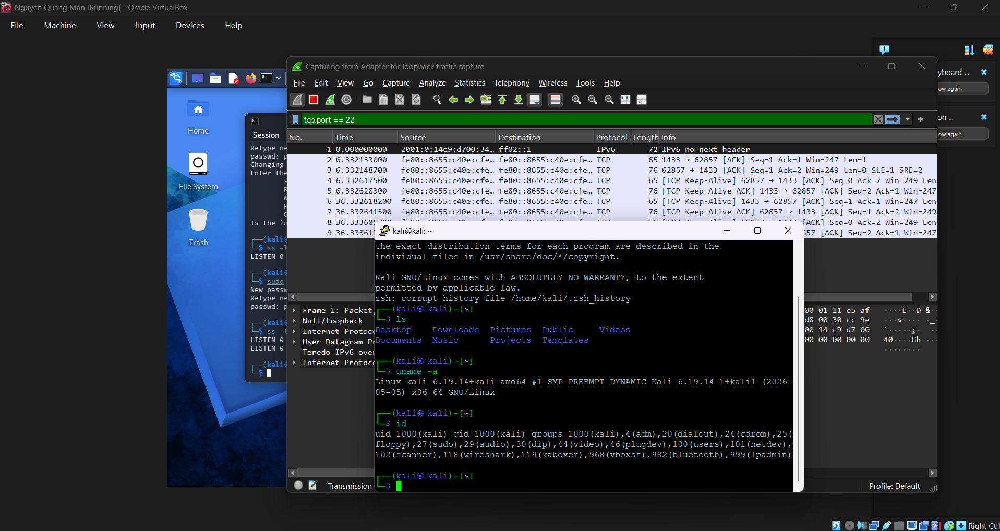 Nguyen Quang Man [Running] - Oracle VirtualBox
File Machine View Input Devices Help
yboard ...
ow again
on ...
ow again
Home
File System
Trash
Session
Retype ne
passwd: p
Changing
Enter the
Is the in
(kali
$ ss -l
LISTEN 0
(kali
$ sudo
New passw
Retype ne
passwd: p
(kali
$ ss -l
LISTEN 0
LISTEN 0
(kali
$
Capturing from Adapter for loopback traffic capture
File Edit View Go Capture Analyze Statistics Telephony Wireless Tools Help
tcp.port == 22
No. Time Source Destination Protocol Length Info
1 0.000000000 2001:0:14c9:d700:34… ff02::1 IPv6 72 IPv6 no next header
2 6.332133000 fe80::8655:c40e:cfe… fe80::8655:c40e:cfe… TCP 65 1433 → 62857 [ACK] Seq=1 Ack=1 Win=247 Len=1
3 6.332148700 fe80::8655:c40e:cfe… fe80::8655:c40e:cfe… TCP 76 62857 → 1433 [ACK] Seq=1 Ack=2 Win=249 Len=0 SLE=1 SRE=2
4 6.332617500 fe80::8655:c40e:cfe… fe80::8655:c40e:cfe… TCP 65 [TCP Keep-Alive] 62857 → 1433 [ACK] Seq=0 Ack=2 Win=249 Len
5 6.332628300 fe80::8655:c40e:cfe… fe80::8655:c40e:cfe… TCP 76 [TCP Keep-Alive ACK] 1433 → 62857 [ACK] Seq=2 Ack=1 Win=247
6 36.332618200 fe80::8655:c40e:cfe… fe80::8655:c40e:cfe… TCP 65 [TCP Keep-Alive] 1433 → 62857 [ACK] Seq=1 Ack=1 Win=247 Len
7 36.332641500 fe80::8655:c40e:cfe… fe80::8655:c40e:cfe… TCP 76 [TCP Keep-Alive ACK] 62857 → 1433 [ACK] Seq=1 Ack=2 Win=249
8 36.333605 [ACK] Seq=0 Ack=2 Win=249 Len
9 36.33361 57 [ACK] Seq=2 Ack=1 Win=247
Frame 1: Packet,
Null/Loopback
Internet Protoco
User Datagram Pr
Teredo IPv6 over
Internet Protoco
00 01 11 e5 af ····E··D &·
d8 00 30 cc 9e ···v···· ·_
00 14 c9 d7 00 `·····;·
00 00 00 00 00 40····Gh ··
········
Transmission
Profile: Default
kali@kali: ~
the exact distribution terms for each program are described in the
individual files in /usr/share/doc/*/copyright.
Kali GNU/Linux comes with ABSOLUTELY NO WARRANTY, to the extent
permitted by applicable law.
zsh: corrupt history file /home/kali/.zsh_history
┌──(kali㉿kali)-[~]
└─$ ls
Desktop Downloads Pictures Public Videos
Documents Music Projects Templates
┌──(kali㉿kali)-[~]
└─$ uname -a
Linux kali 6.19.14+kali-amd64 #1 SMP PREEMPT_DYNAMIC Kali 6.19.14-1+kali1 (2026-
05-05) x86_64 GNU/Linux
┌──(kali㉿kali)-[~]
└─$ id
uid=1000(kali) gid=1000(kali) groups=1000(kali),4(adm),20(dialout),24(cdrom),25(
floppy),27(sudo),29(audio),30(dip),44(video),46(plugdev),100(users),101(netdev),
102(scanner),118(wireshark),119(kaboxer),968(vboxsf),982(bluetooth),999(lpadmin)
┌──(kali㉿kali)-[~]
└─$
Right Ctrl